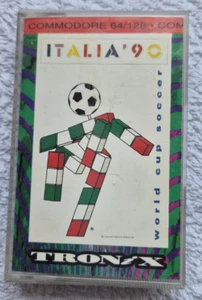 COMMODORE 64/128K COM
ITALIA'90
world cup soccer
TRONIX